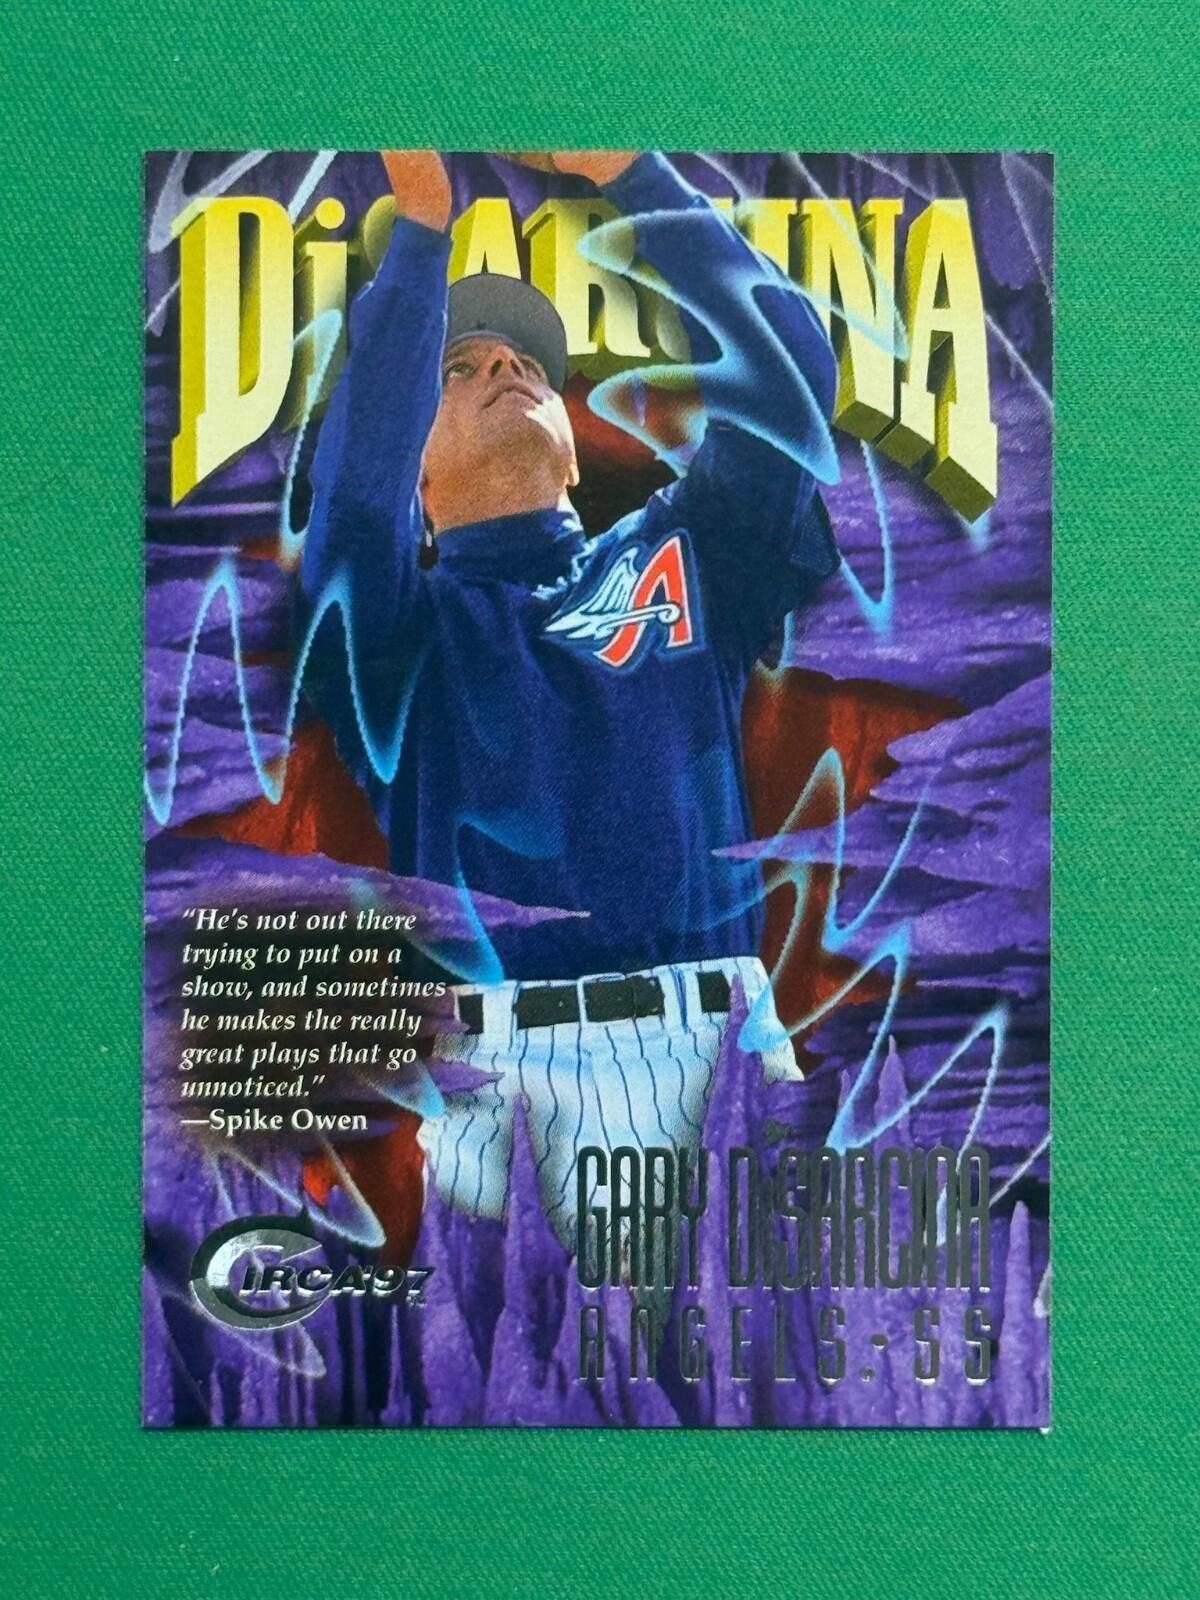 DiSARCINA
A
"He's not out there
trying to put on a
show, and sometimes
he makes the really
great plays that go
unnoticed."
—Spike Owen
GARY DiSARCINA
CIRCA '97
ANGELS • SS